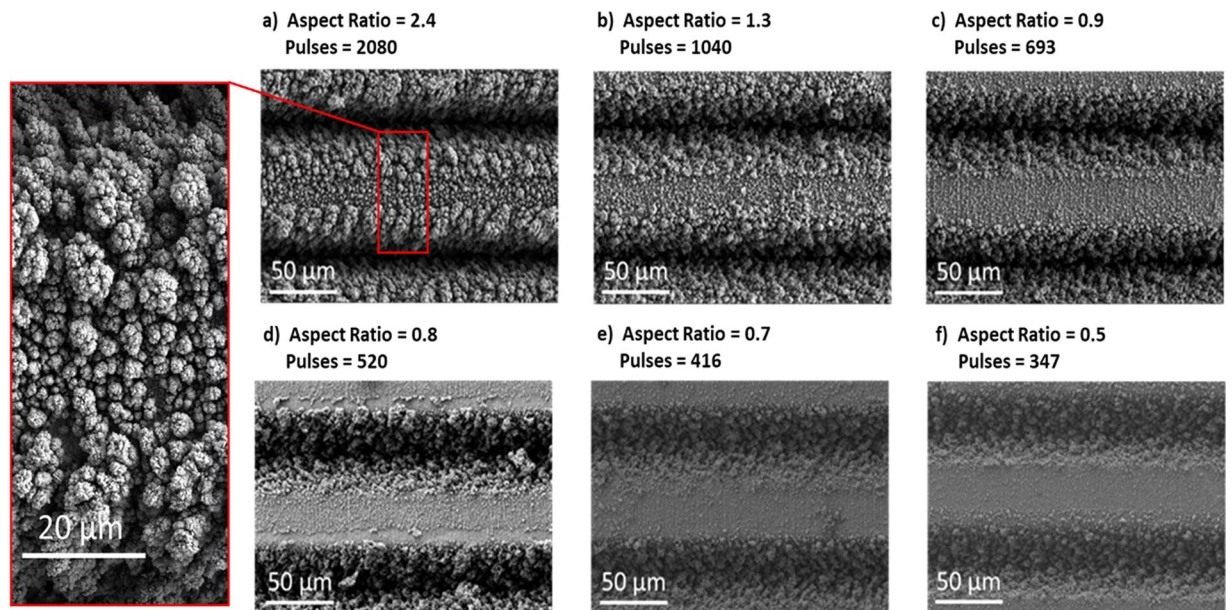 a) Aspect Ratio = 2.4
Pulses = 2080
b) Aspect Ratio = 1.3
Pulses = 1040
c) Aspect Ratio = 0.9
Pulses = 693
50 µm
50 µm
50 µm
d) Aspect Ratio = 0.8
Pulses = 520
e) Aspect Ratio = 0.7
Pulses = 416
f) Aspect Ratio = 0.5
Pulses = 347
20 µm
50 µm
50 µm
50 µm